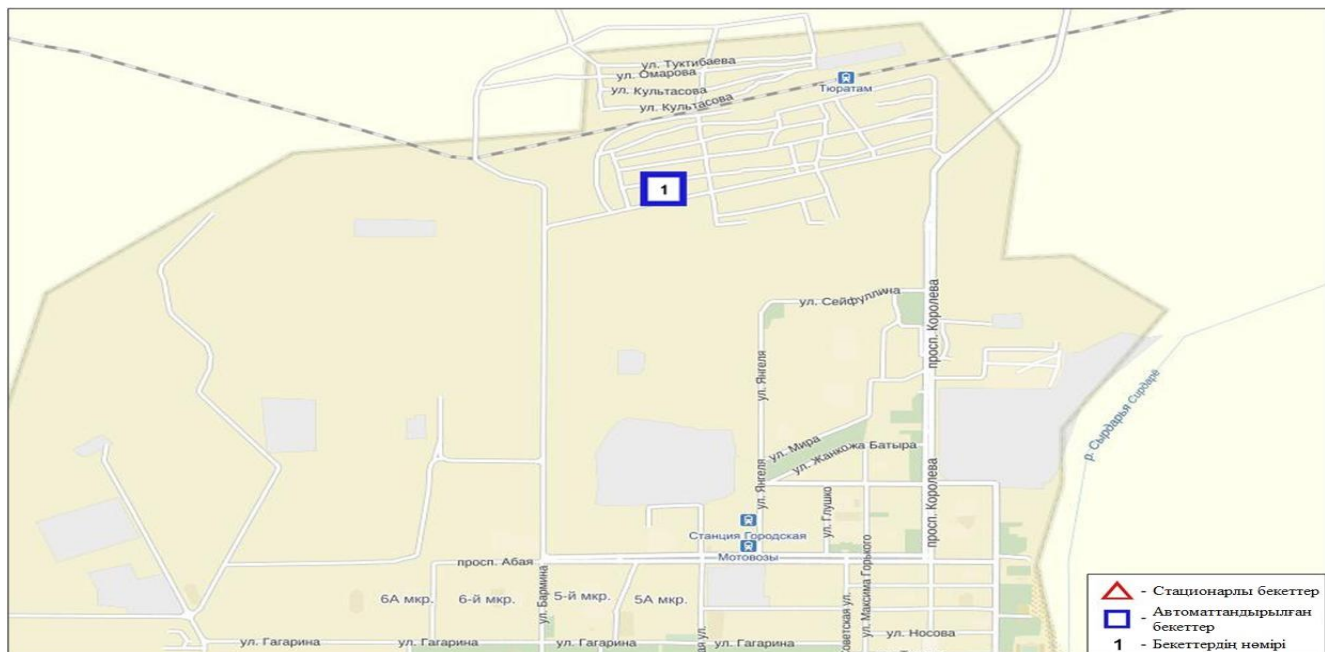 ул. Туктибаева
ул. Омарова
ул. Культасова
ул. Культасова
Тюратам
1
ул. Сейфуллина
просп. Королева
ул. Янгеля
р. Сырдарья Сирдарё
ул. Мира
ул. Жанкожа Батыра
ул. Янгеля
просп. Королева
ул. Глушко
Станция Городская
Мотовозы
ул. Максима Горького
просп. Абая
ул. Бармина
6А мкр.
6-й мкр.
5-й мкр.
5А мкр.
ул. Носова
ул. Гагарина
ул. Гагарина
ул. Гагарина
ул. Гагарина
- Стационарлы бекеттер
- Автоматтандырылған
бекеттер
1 - Бекеттердің нөмірі